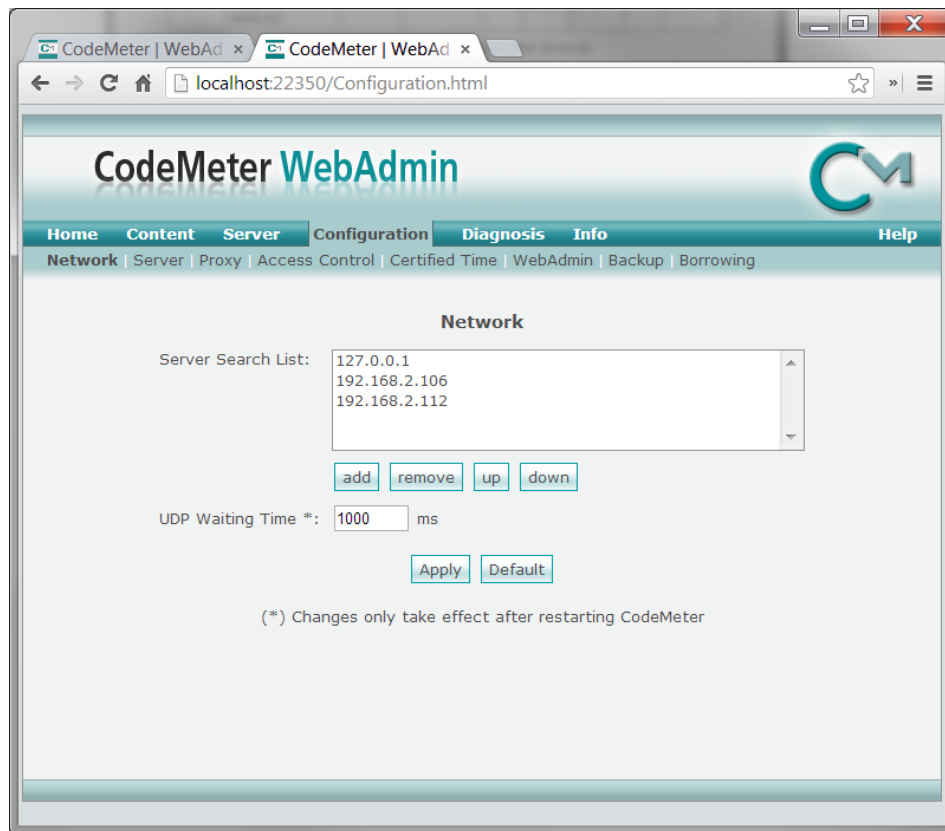 CodeMeter | WebAd
CodeMeter | WebAd
localhost:22350/Configuration.html
CodeMeter WebAdmin
CM
Home Content Server Configuration Diagnosis Info Help
Network | Server | Proxy | Access Control | Certified Time | WebAdmin | Backup | Borrowing
Network
Server Search List:
127.0.0.1
192.168.2.106
192.168.2.112
add remove up down
UDP Waiting Time *: 1000 ms
Apply Default
(*) Changes only take effect after restarting CodeMeter